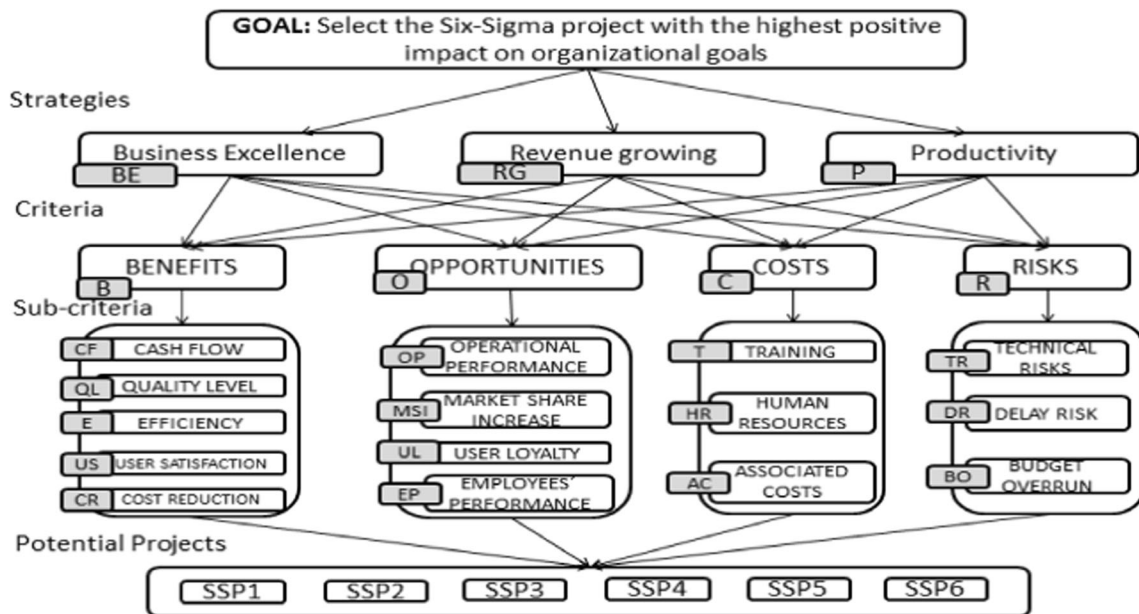 GOAL: Select the Six-Sigma project with the highest positive
impact on organizational goals
Strategies
Business Excellence
BE
Revenue growing
RG
Productivity
P
Criteria
BENEFITS
B
OPPORTUNITIES
O
COSTS
C
RISKS
R
Sub-criteria
CF CASH FLOW
QL QUALITY LEVEL
E EFFICIENCY
US USER SATISFACTION
CR COST REDUCTION
OP OPERATIONAL
PERFORMANCE
MSI MARKET SHARE
INCREASE
UL USER LOYALTY
EP EMPLOYEES´
PERFORMANCE
T TRAINING
HR HUMAN
RESOURCES
AC ASSOCIATED
COSTS
TR TECHNICAL
RISKS
DR DELAY RISK
BO BUDGET
OVERRUN
Potential Projects
SSP1 SSP2 SSP3 SSP4 SSP5 SSP6